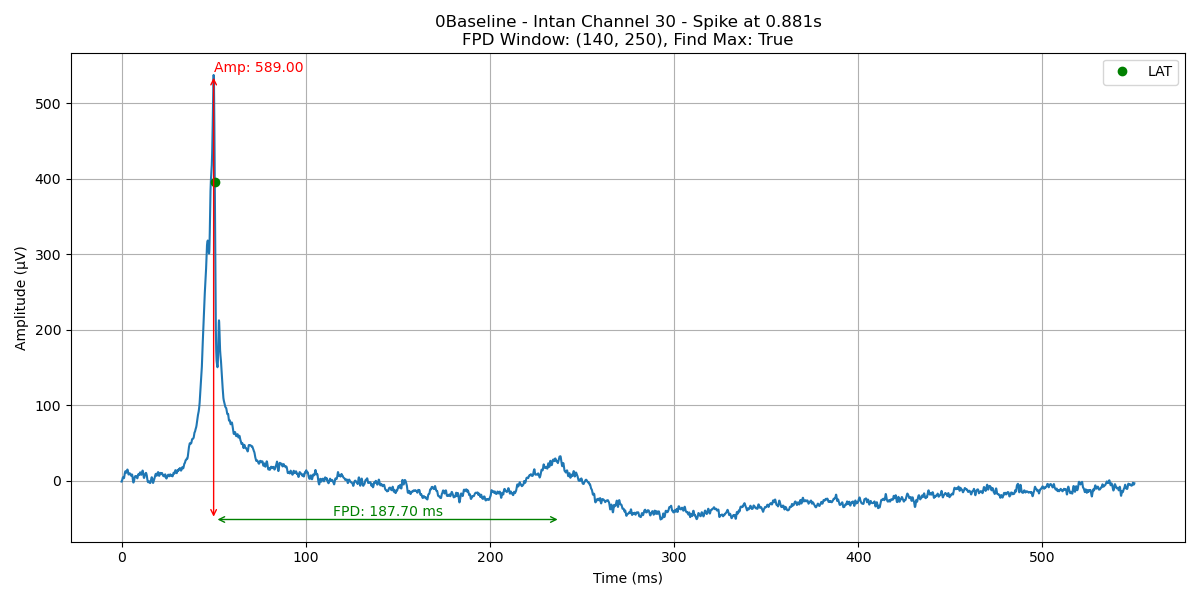 0Baseline - Intan Channel 30 - Spike at 0.881s
FPD Window: (140, 250), Find Max: True
Amp: 589.00
LAT
500
400
300
200
100
0
Amplitude (µV)
FPD: 187.70 ms
0 100 200 300 400 500
Time (ms)